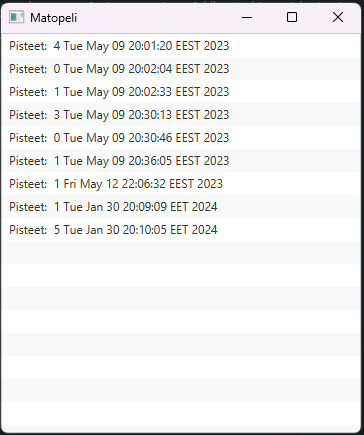 Matopeli
Pisteet: 4 Tue May 09 20:01:20 EEST 2023
Pisteet: 0 Tue May 09 20:02:04 EEST 2023
Pisteet: 1 Tue May 09 20:02:33 EEST 2023
Pisteet: 3 Tue May 09 20:30:13 EEST 2023
Pisteet: 0 Tue May 09 20:30:46 EEST 2023
Pisteet: 1 Tue May 09 20:36:05 EEST 2023
Pisteet: 1 Fri May 12 22:06:32 EEST 2023
Pisteet: 1 Tue Jan 30 20:09:09 EET 2024
Pisteet: 5 Tue Jan 30 20:10:05 EET 2024